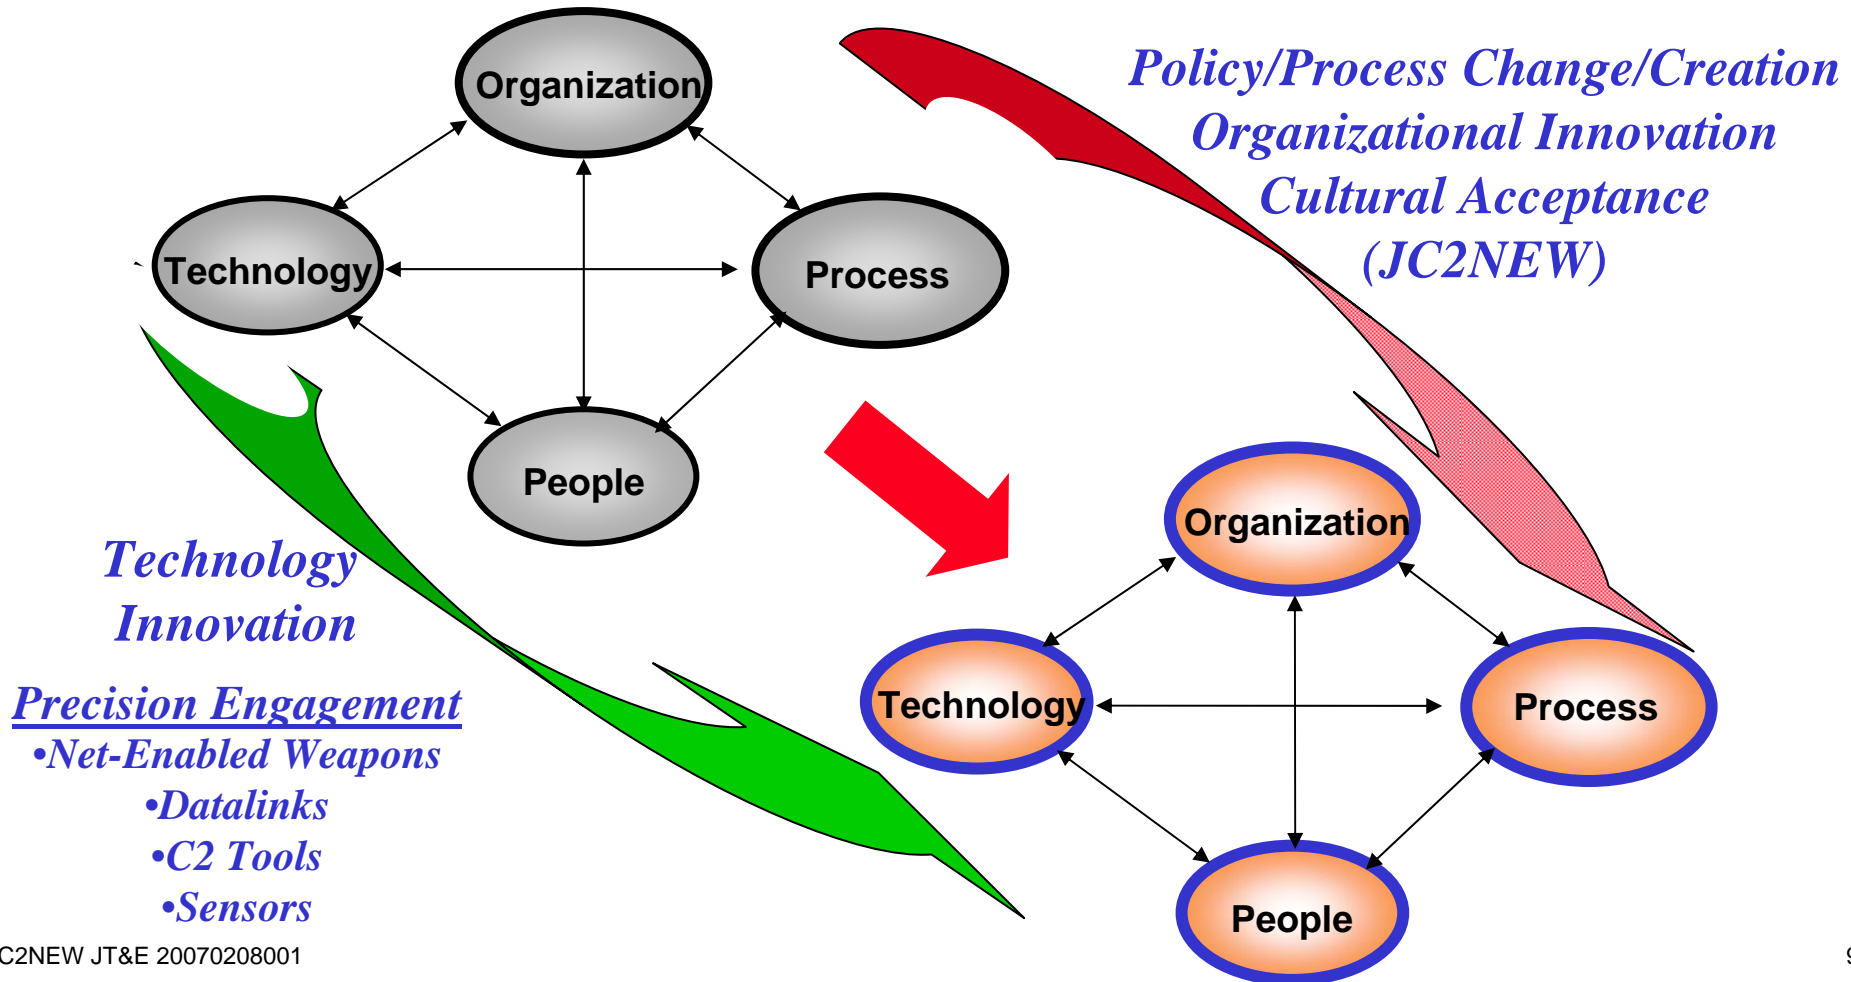 Organization
Technology
Process
People
Policy/Process Change/Creation
Organizational Innovation
Cultural Acceptance
(JC2NEW)
Technology
Innovation
Precision Engagement
•Net-Enabled Weapons
•Datalinks
•C2 Tools
•Sensors
Organization
Technology
Process
People
C2NEW JT&E 20070208001
9